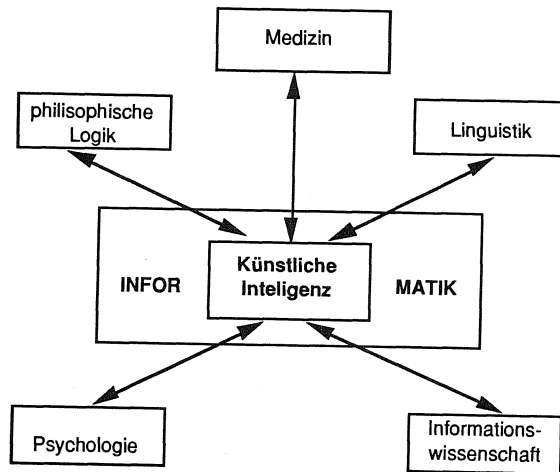 Medizin
philisophische
Logik
Linguistik
INFOR
Künstliche
Inteligenz
MATIK
Psychologie
Informations-
wissenschaft